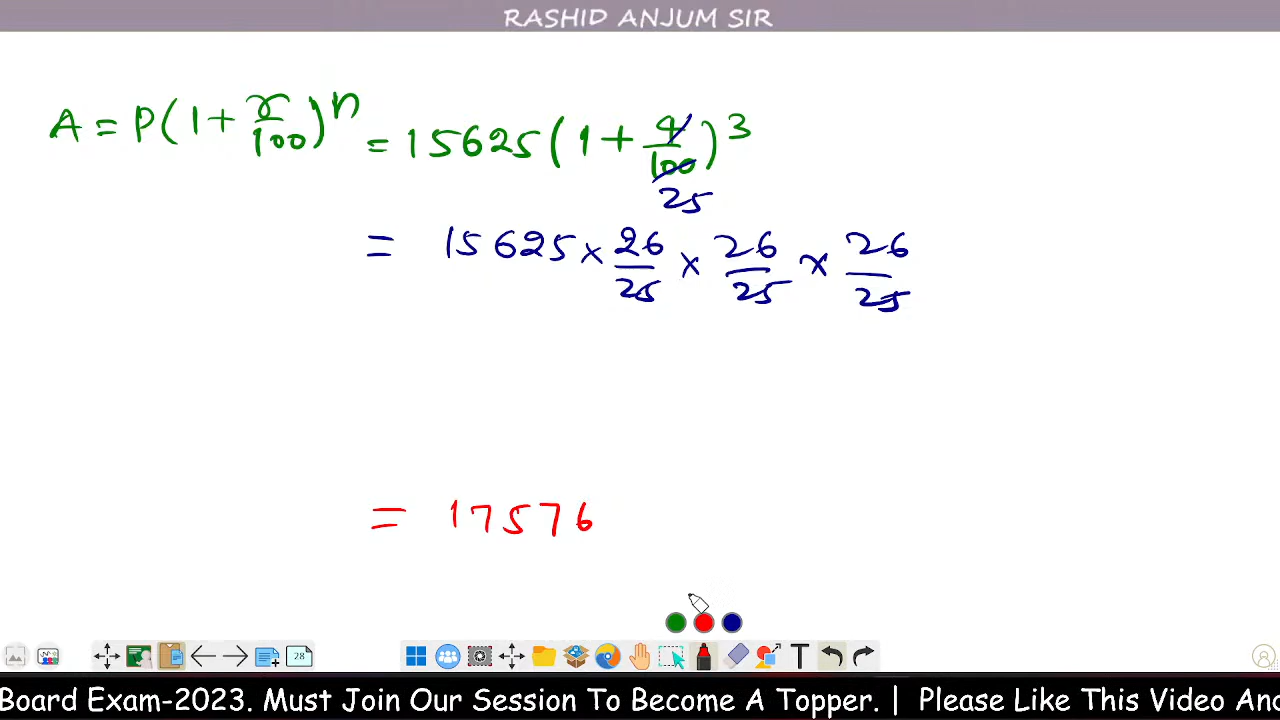 RASHID ANJUM SIR
A = P(1 + r/100)^n = 15625(1 + 4/100)^3
25
= 15625 × 26/25 × 26/25 × 26/25
= 17576
28
Board Exam-2023. Must Join Our Session To Become A Topper. | Please Like This Video And